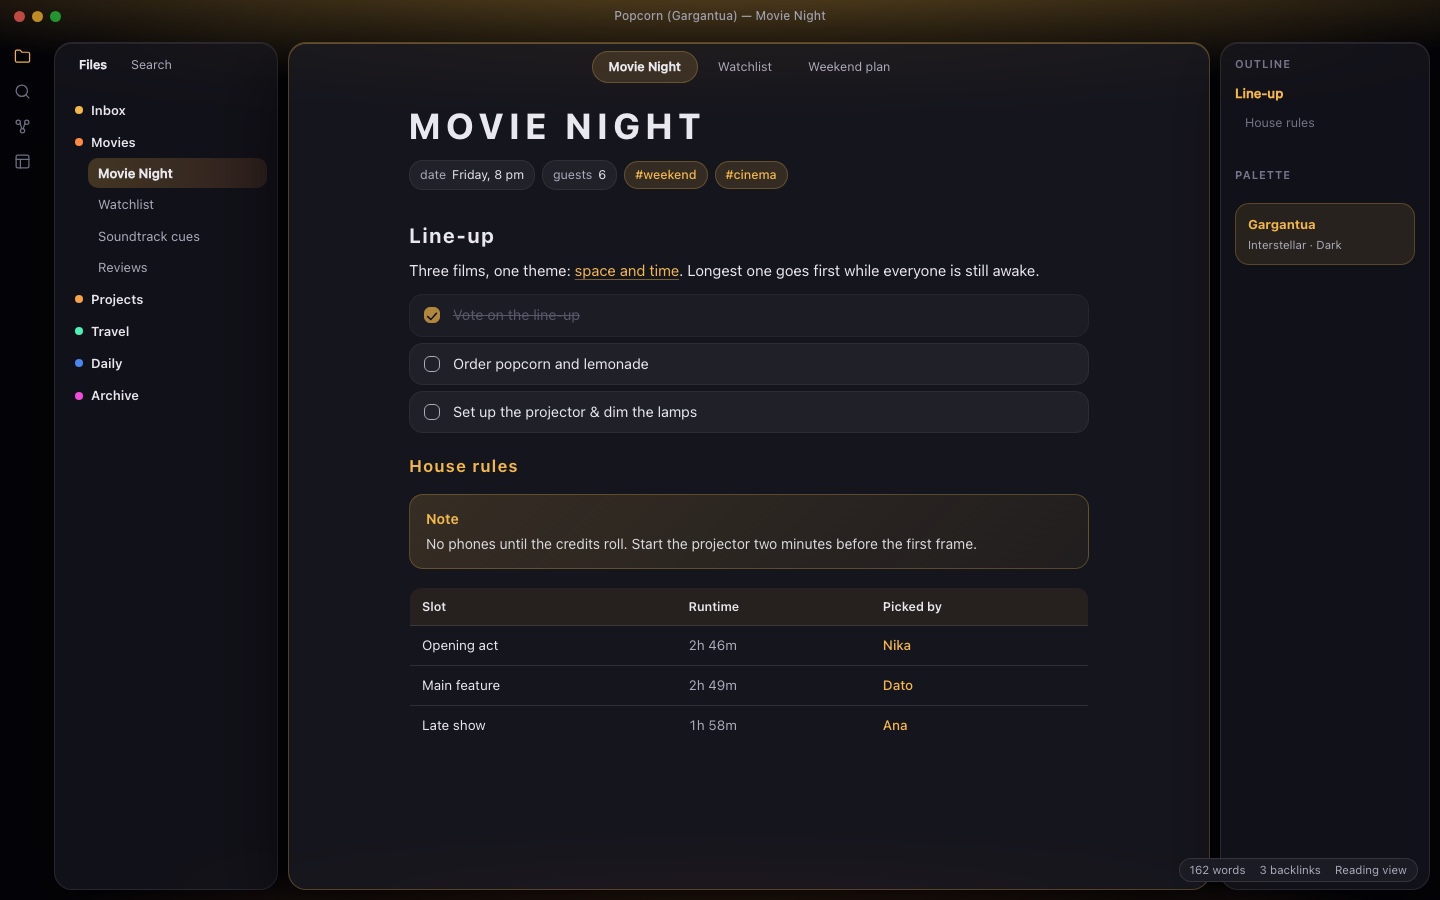 Popcorn (Gargantua) — Movie Night
Files Search
Inbox
Movies
Movie Night
Watchlist
Soundtrack cues
Reviews
Projects
Travel
Daily
Archive
Movie Night Watchlist Weekend plan
MOVIE NIGHT
date Friday, 8 pm guests 6 #weekend #cinema
Line-up
Three films, one theme: space and time. Longest one goes first while everyone is still awake.
Vote on the line-up
Order popcorn and lemonade
Set up the projector & dim the lamps
House rules
Note
No phones until the credits roll. Start the projector two minutes before the first frame.
Slot Runtime Picked by
Opening act 2h 46m Nika
Main feature 2h 49m Dato
Late show 1h 58m Ana
OUTLINE
Line-up
House rules
PALETTE
Gargantua
Interstellar · Dark
162 words 3 backlinks Reading view